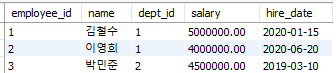 employee_id name dept_id salary hire_date
1 김철수 1 5000000.00 2020-01-15
2 이영희 1 4000000.00 2020-06-20
3 박민준 2 4500000.00 2019-03-10